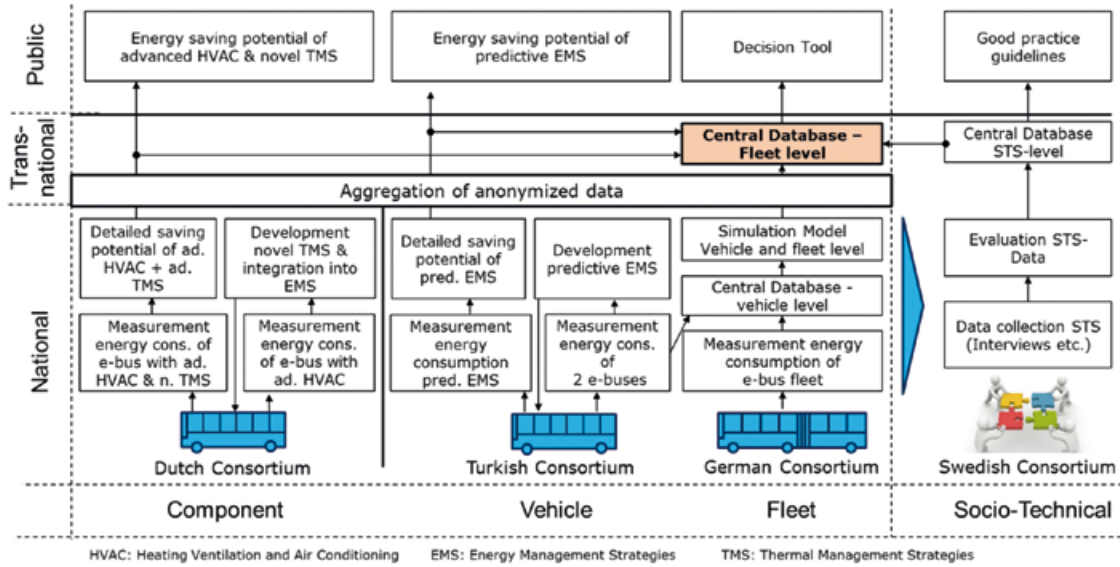 Public
Energy saving potential of
advanced HVAC & novel TMS
Energy saving potential of
predictive EMS
Decision Tool
Good practice
guidelines
Trans-
national
Central Database –
Fleet level
Central Database
STS-level
Aggregation of anonymized data
National
Detailed saving
potential of ad.
HVAC + ad.
TMS
Development
novel TMS &
integration into
EMS
Detailed saving
potential of
pred. EMS
Development
predictive EMS
Simulation Model
Vehicle and fleet level
Central Database -
vehicle level
Evaluation STS-
Data
Measurement
energy cons. of
e-bus with ad.
HVAC & n. TMS
Measurement
energy cons.
of e-bus with
ad. HVAC
Measurement
energy
consumption
pred. EMS
Measurement
energy cons.
of
2 e-buses
Measurement energy
consumption of
e-bus fleet
Data collection STS
(Interviews etc.)
Dutch Consortium
Turkish Consortium
German Consortium
Swedish Consortium
Component
Vehicle
Fleet
Socio-Technical
HVAC: Heating Ventilation and Air Conditioning
EMS: Energy Management Strategies
TMS: Thermal Management Strategies